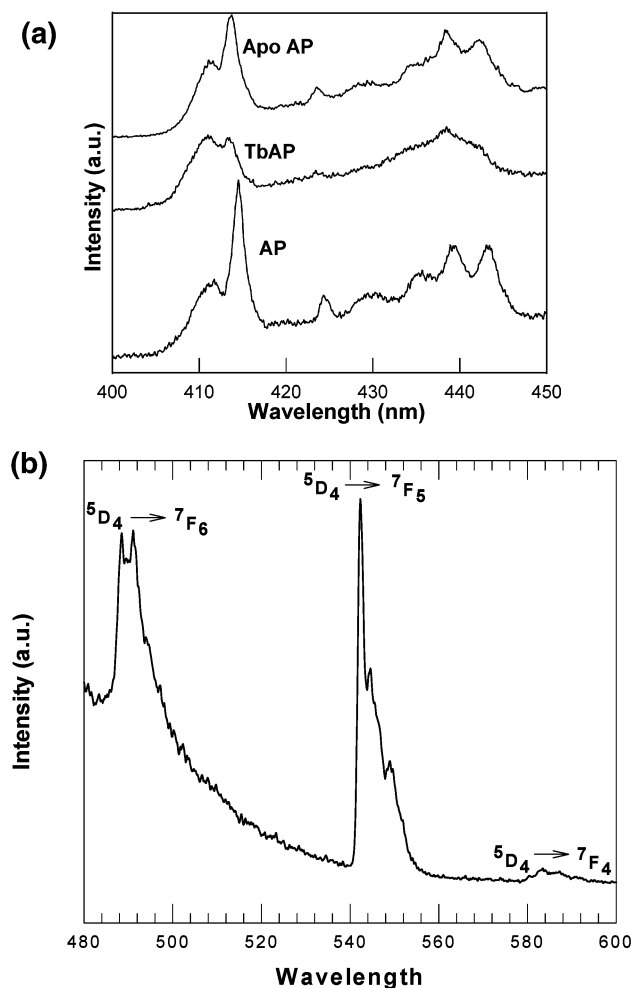 (a)
Apo AP
TbAP
AP
Intensity (a.u.)
400 410 420 430 440 450
Wavelength (nm)
(b)
⁵D₄ → ⁷F₆
⁵D₄ → ⁷F₅
⁵D₄ → ⁷F₄
Intensity (a.u.)
480 500 520 540 560 580 600
Wavelength